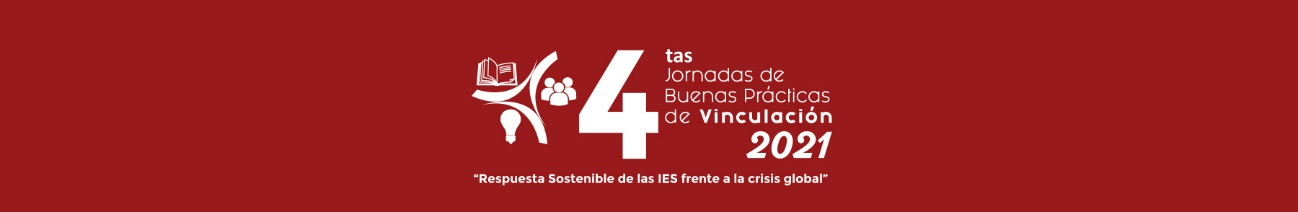 4tas
Jornadas de
Buenas Prácticas
de Vinculación
2021
“Respuesta Sostenible de las IES frente a la crisis global”